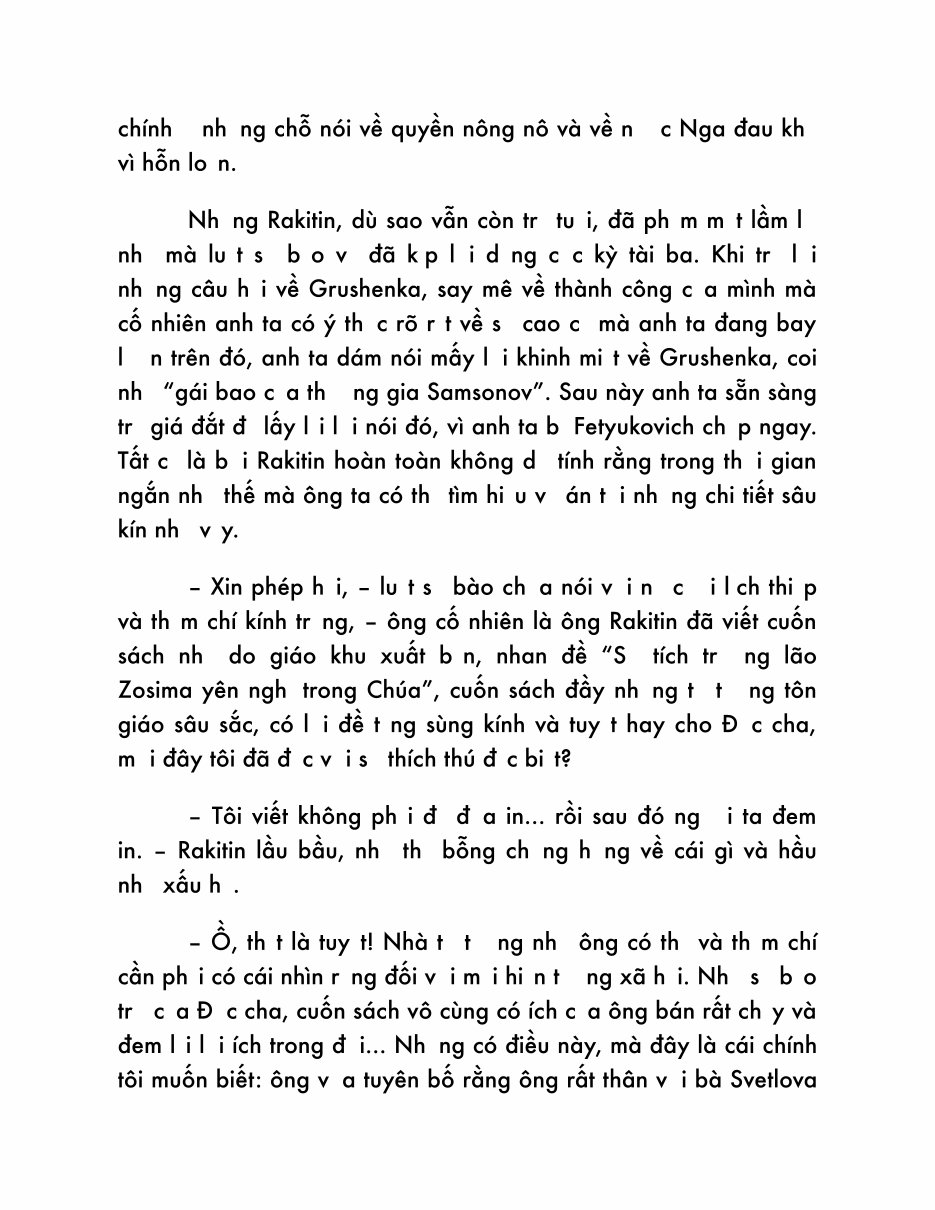 chính nh ng chỗ nói về quyền nông nô và về n c Nga đau kh
vì hỗn lo n.
Nh ng Rakitin, dù sao vẫn còn tr tu i, đã ph m m t lầm l
nh mà lu t s b o v đã k p l i d ng c c kỳ tài ba. Khi tr l i
nh ng câu h i về Grushenka, say mê về thành công c a mình mà
cố nhiên anh ta có ý th c rõ r t về s cao c mà anh ta đang bay
l n trên đó, anh ta dám nói mấy l i khinh mi t về Grushenka, coi
nh “gái bao c a th ng gia Samsonov”. Sau này anh ta sẵn sàng
tr giá đắt đ lấy l i l i nói đó, vì anh ta b Fetyukovich ch p ngay.
Tất c là b i Rakitin hoàn toàn không d tính rằng trong th i gian
ngắn nh thế mà ông ta có th tìm hi u v án t i nh ng chi tiết sâu
kín nh v y.
– Xin phép h i, – lu t s bào ch a nói v i n c i l ch thi p
và th m chí kính tr ng, – ông cố nhiên là ông Rakitin đã viết cuốn
sách nh do giáo khu xuất b n, nhan đề “S tích tr ng lão
Zosima yên ngh trong Chúa”, cuốn sách đầy nh ng t t ng tôn
giáo sâu sắc, có l i đề t ng sùng kính và tuy t hay cho Đ c cha,
m i đây tôi đã đ c v i s thích thú đ c bi t?
– Tôi viết không ph i đ đ a in... rồi sau đó ng i ta đem
in. – Rakitin lầu bầu, nh th bỗng ch ng h ng về cái gì và hầu
nh xấu h .
– Ồ, th t là tuy t! Nhà t t ng nh ông có th và th m chí
cần ph i có cái nhìn r ng đối v i m i hi n t ng xã h i. Nh s b o
tr c a Đ c cha, cuốn sách vô cùng có ích c a ông bán rất ch y và
đem l i l i ích trong đ i... Nh ng có điều này, mà đây là cái chính
tôi muốn biết: ông v a tuyên bố rằng ông rất thân v i bà Svetlova